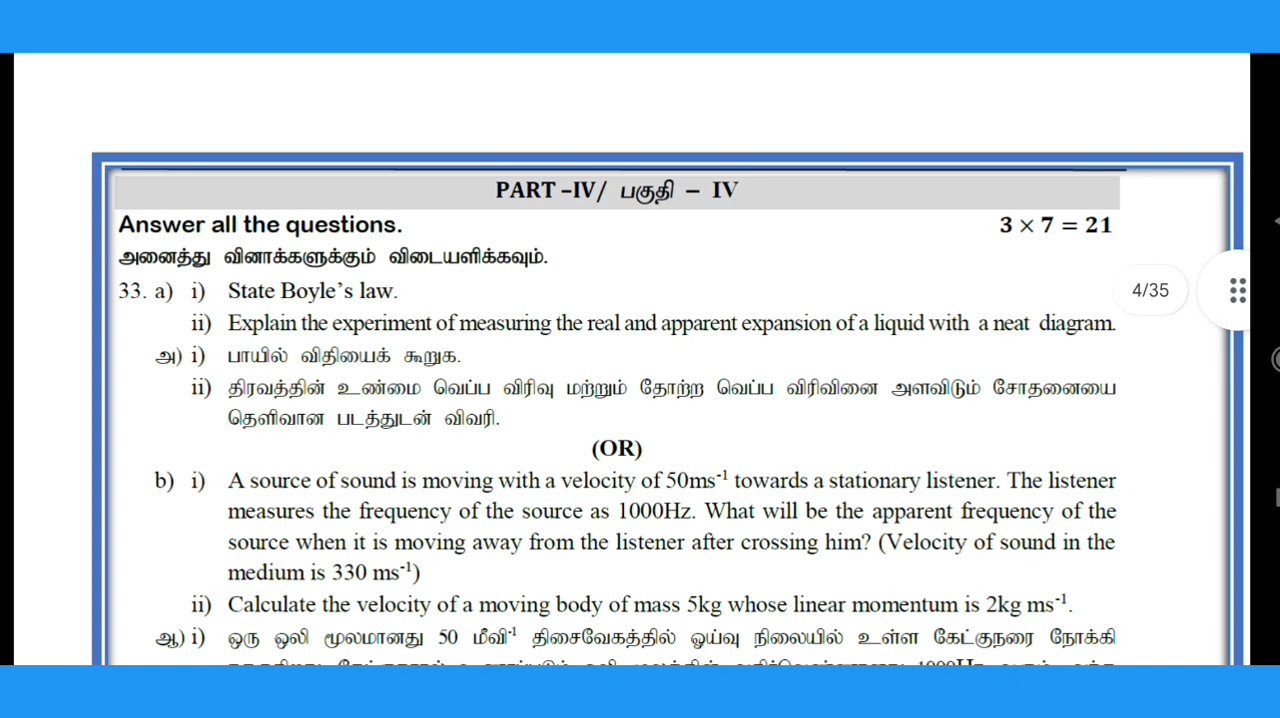 PART –IV/ பகுதி – IV
Answer all the questions. 3 × 7 = 21
அனைத்து வினாக்களுக்கும் விடையளிக்கவும்.
33. a) i) State Boyle's law. 4/35
ii) Explain the experiment of measuring the real and apparent expansion of a liquid with a neat diagram.
அ) i) பாயில் விதியைக் கூறுக.
ii) திரவத்தின் உண்மை வெப்ப விரிவு மற்றும் தோற்ற வெப்ப விரிவினை அளவிடும் சோதனையை
தெளிவான படத்துடன் விவரி.
(OR)
b) i) A source of sound is moving with a velocity of 50ms⁻¹ towards a stationary listener. The listener
measures the frequency of the source as 1000Hz. What will be the apparent frequency of the
source when it is moving away from the listener after crossing him? (Velocity of sound in the
medium is 330 ms⁻¹)
ii) Calculate the velocity of a moving body of mass 5kg whose linear momentum is 2kg ms⁻¹.
ஆ) i) ஒரு ஒலி மூலமானது 50 மீவி⁻¹ திசைவேகத்தில் ஓய்வு நிலையில் உள்ள கேட்குநரை நோக்கி
1000Hz